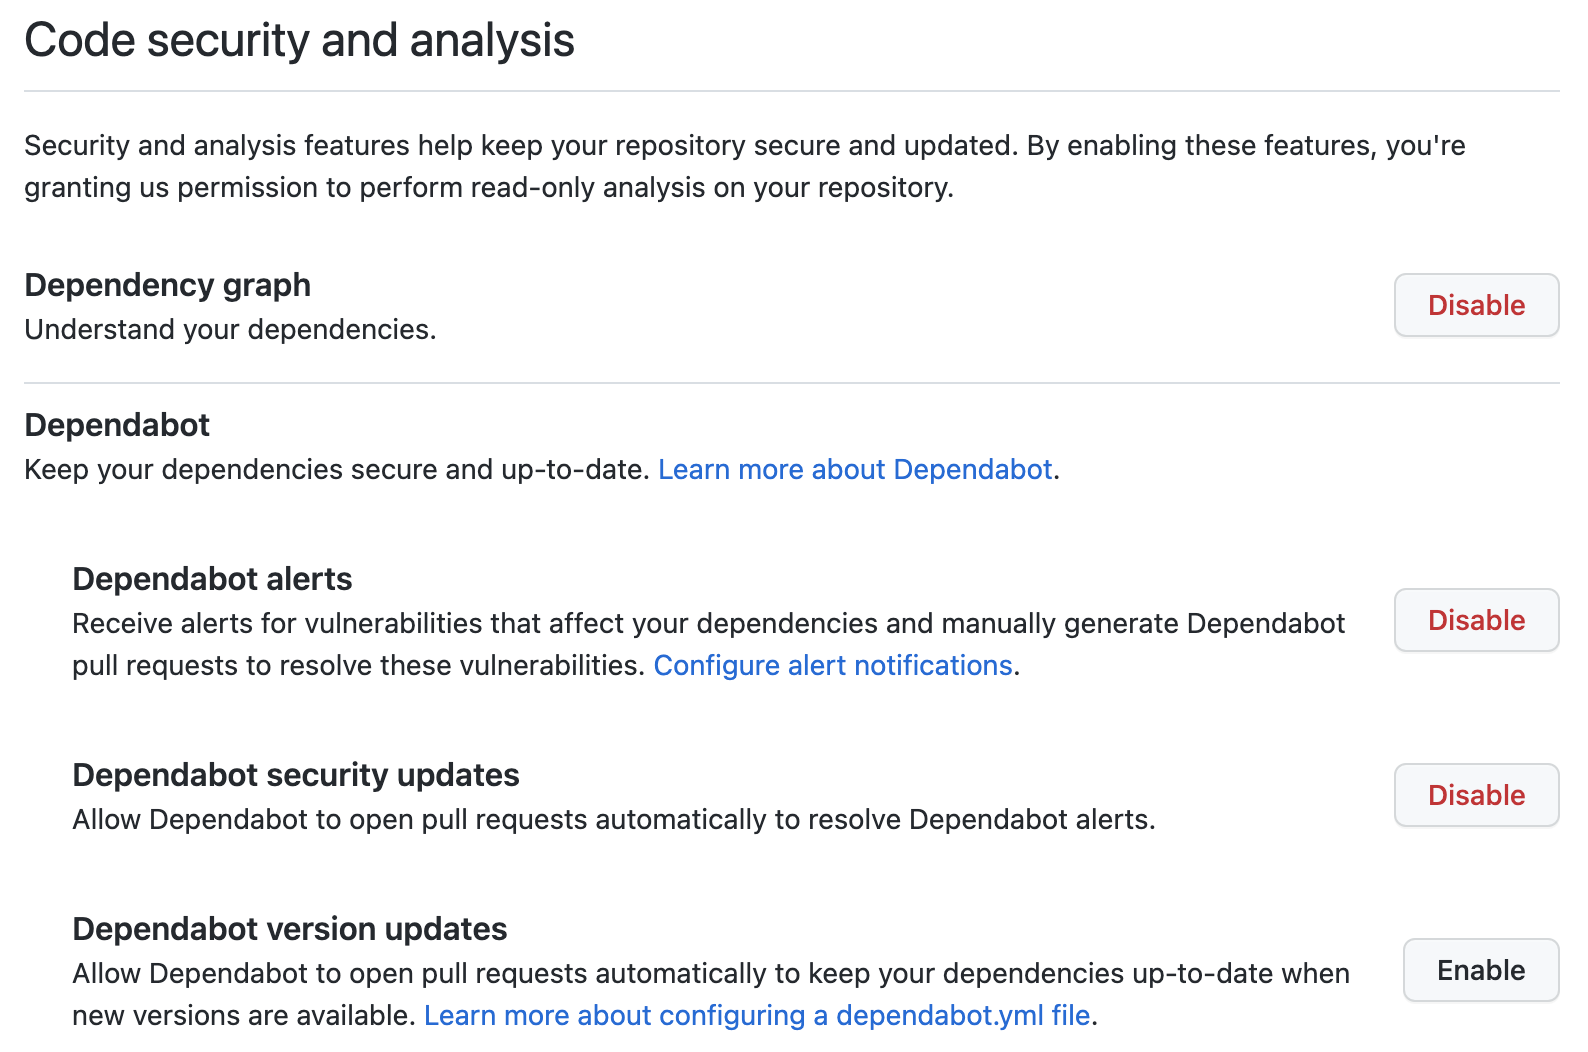 Code security and analysis
Security and analysis features help keep your repository secure and updated. By enabling these features, you're
granting us permission to perform read-only analysis on your repository.
Dependency graph
Understand your dependencies.
Disable
Dependabot
Keep your dependencies secure and up-to-date. Learn more about Dependabot.
Dependabot alerts
Receive alerts for vulnerabilities that affect your dependencies and manually generate Dependabot
pull requests to resolve these vulnerabilities. Configure alert notifications.
Disable
Dependabot security updates
Allow Dependabot to open pull requests automatically to resolve Dependabot alerts.
Disable
Dependabot version updates
Allow Dependabot to open pull requests automatically to keep your dependencies up-to-date when
new versions are available. Learn more about configuring a dependabot.yml file.
Enable